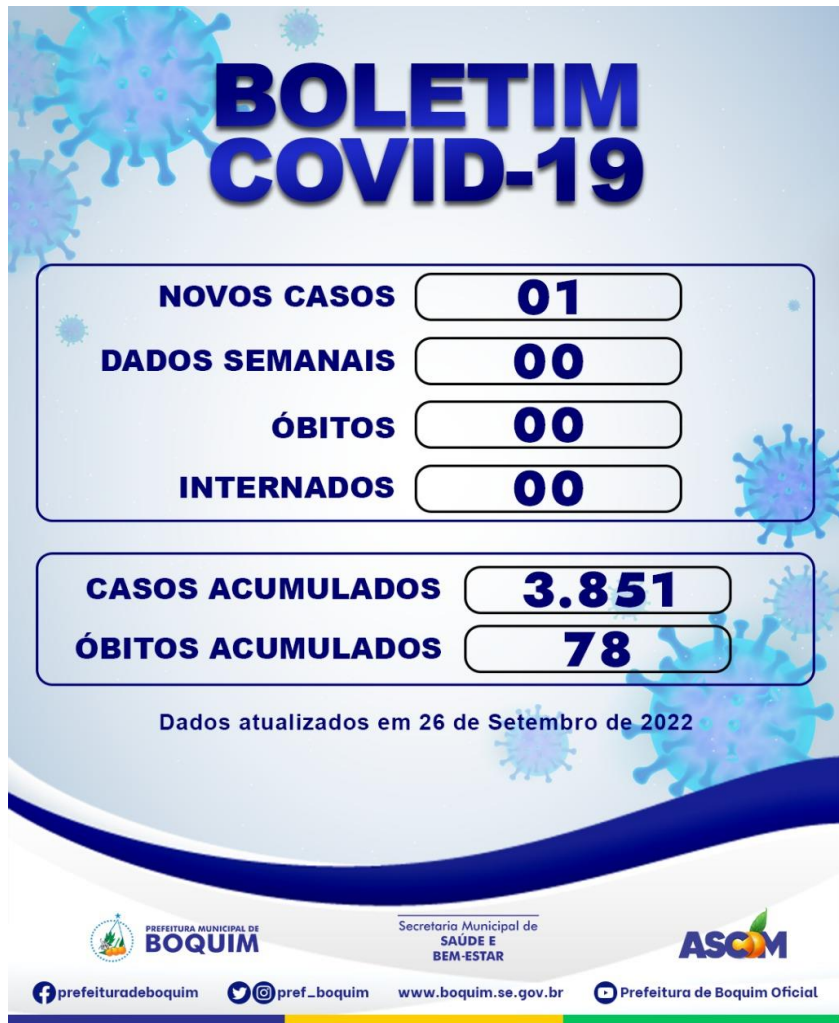 BOLETIM
COVID-19
NOVOS CASOS 01
DADOS SEMANAIS 00
ÓBITOS 00
INTERNADOS 00
CASOS ACUMULADOS 3.851
ÓBITOS ACUMULADOS 78
Dados atualizados em 26 de Setembro de 2022
PREFEITURA MUNICIPAL DE
BOQUIM
Secretaria Municipal de
SAÚDE E
BEM-ESTAR
ASCOM
prefeituradeboquim pref_boquim www.boquim.se.gov.br Prefeitura de Boquim Oficial